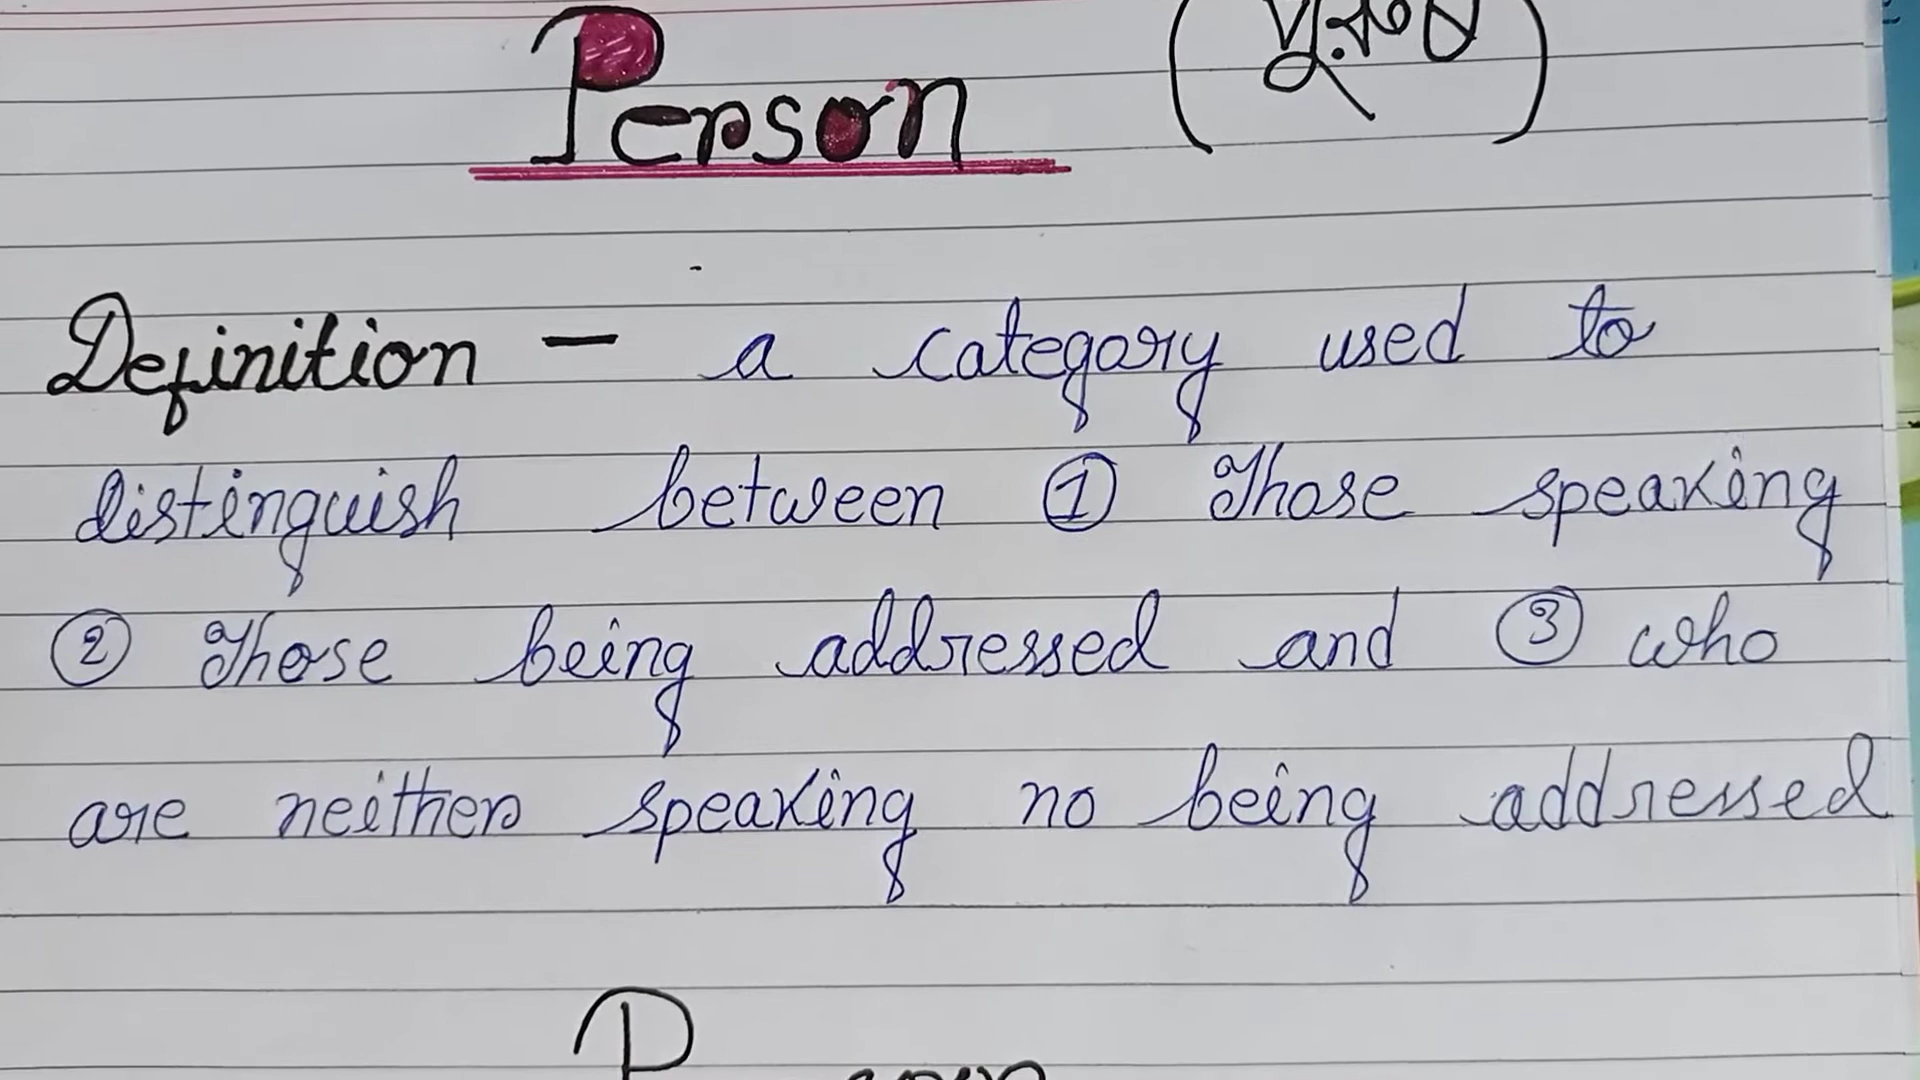 Person (পুরুষ)
Definition — a category used to
distinguish between ① Those speaking
② Those being addressed and ③ who
are neither speaking no being addressed